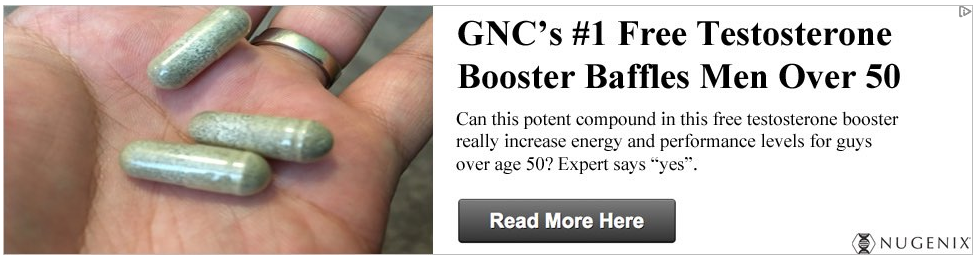 GNC’s #1 Free Testosterone
Booster Baffles Men Over 50
Can this potent compound in this free testosterone booster
really increase energy and performance levels for guys
over age 50? Expert says “yes”.
Read More Here
NUGENIX